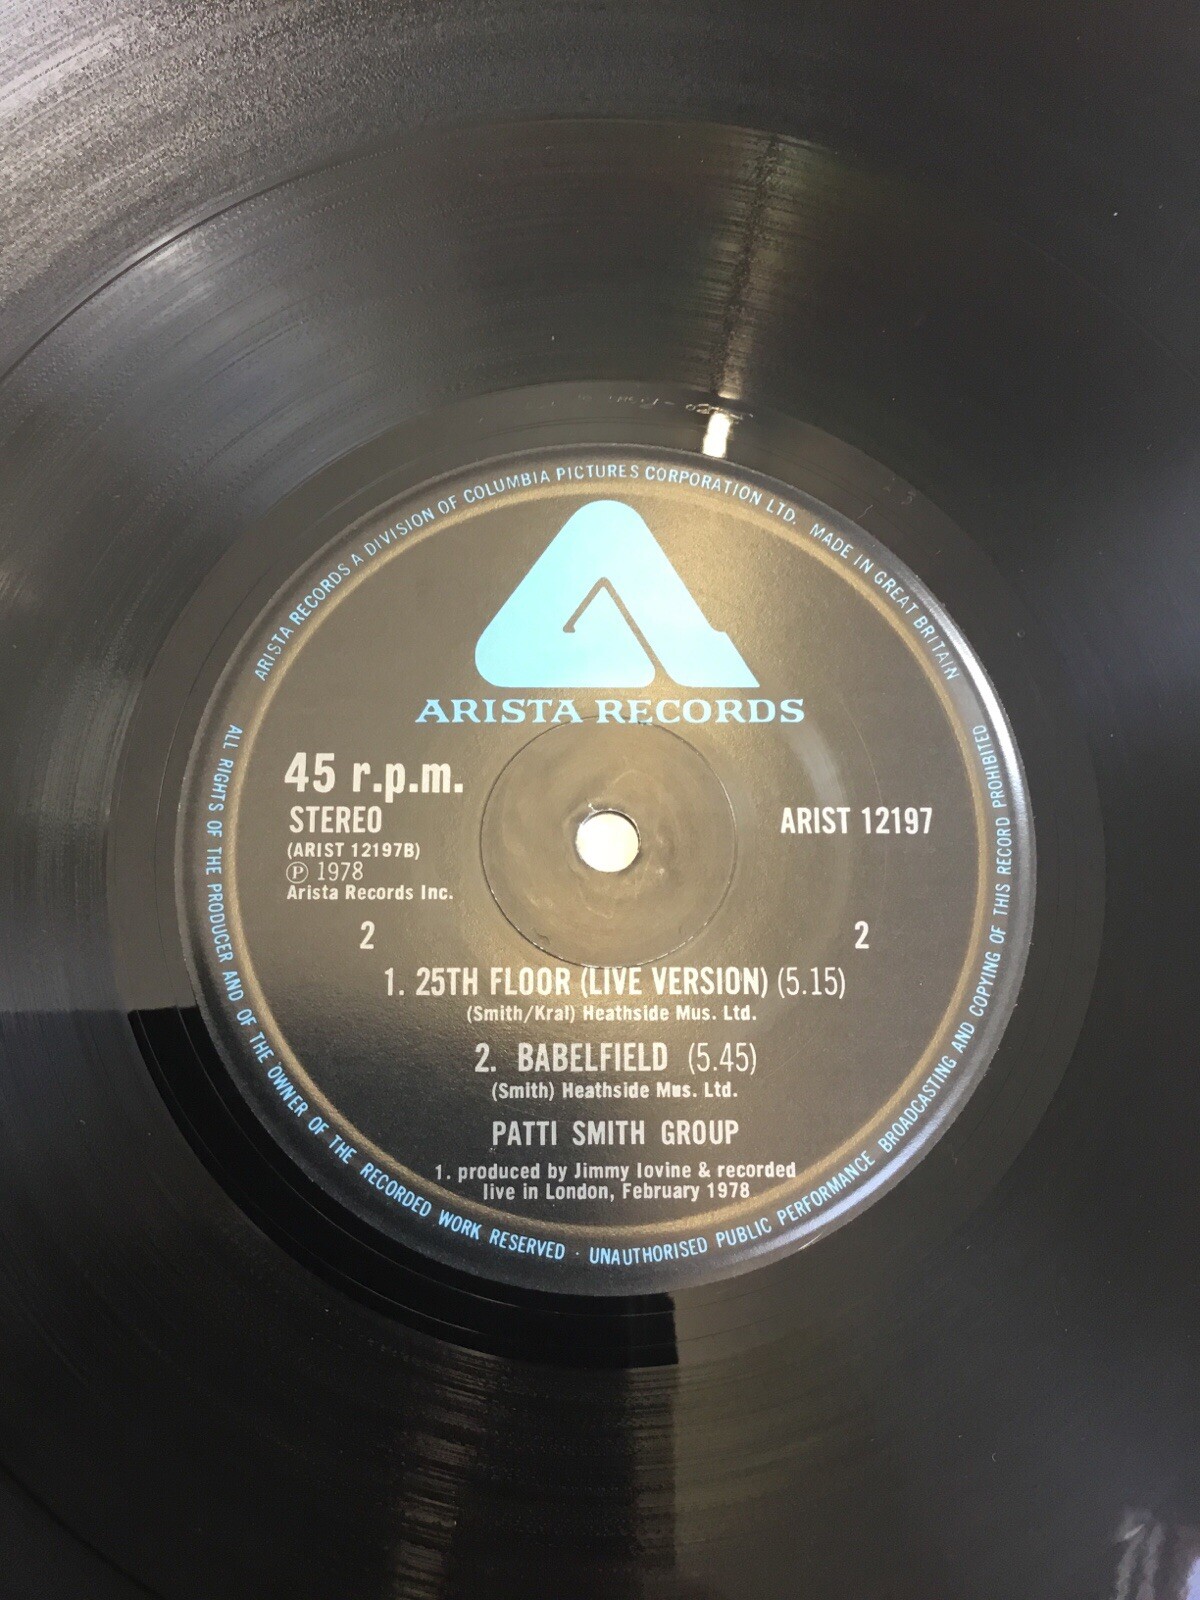 ARISTA RECORDS A DIVISION OF COLUMBIA PICTURES CORPORATION LTD. MADE IN GREAT BRITAIN
ARISTA RECORDS
45 r.p.m.
STEREO
ARIST 12197
(ARIST 12197B)
Ⓟ 1978
Arista Records Inc.
2 2
1. 25TH FLOOR (LIVE VERSION) (5.15)
(Smith/Kral) Heathside Mus. Ltd.
2. BABELFIELD (5.45)
(Smith) Heathside Mus. Ltd.
PATTI SMITH GROUP
1. produced by Jimmy Iovine & recorded
live in London, February 1978
ALL RIGHTS OF THE PRODUCER AND OF THE OWNER OF THE RECORDED WORK RESERVED · UNAUTHORISED PUBLIC PERFORMANCE BROADCASTING AND COPYING OF THIS RECORD PROHIBITED